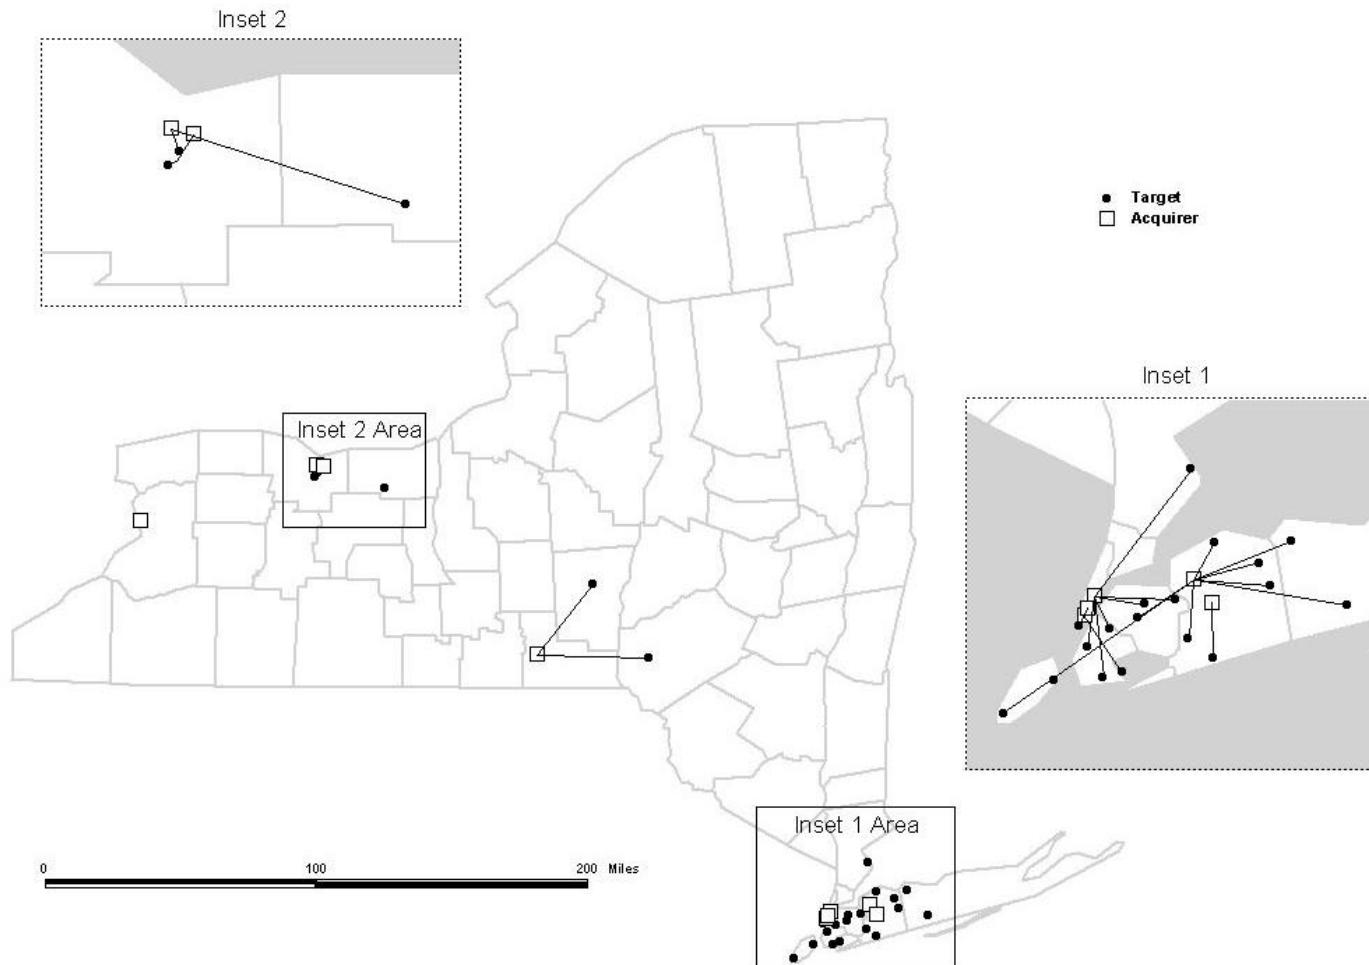 Inset 2
Target
Acquirer
Inset 1
Inset 2 Area
Inset 1 Area
0 100 200 Miles